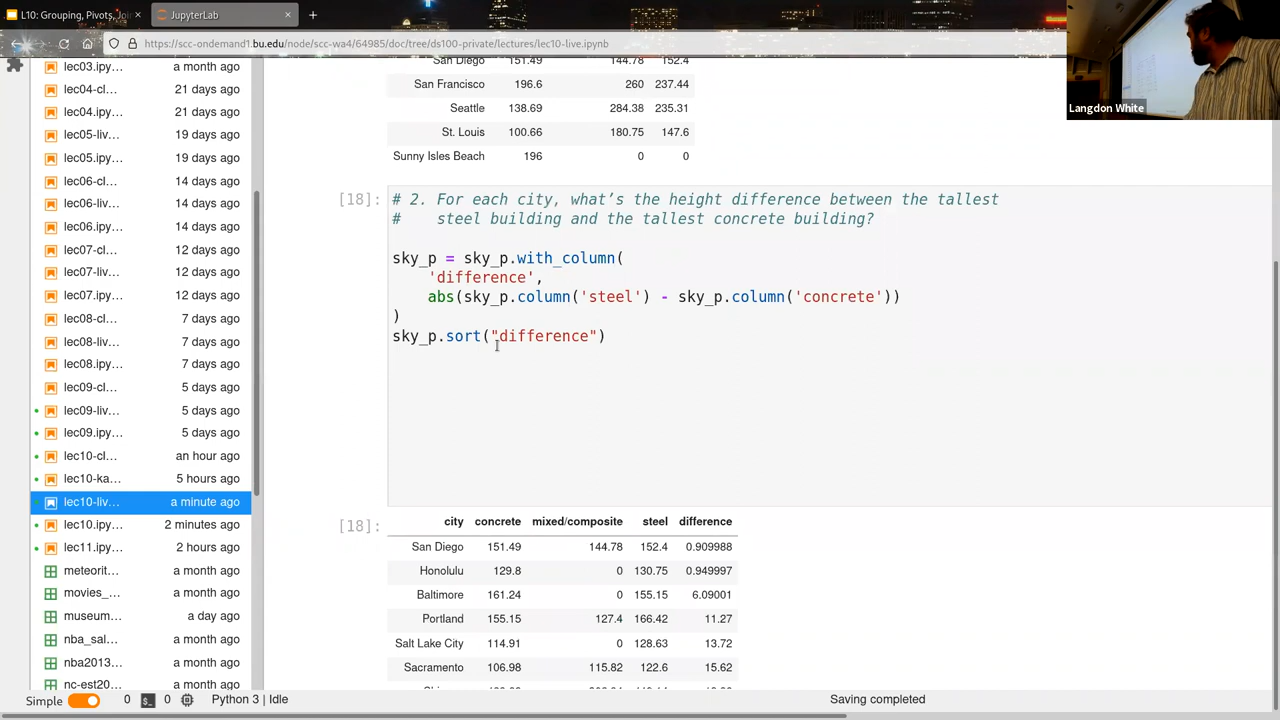 L10: Grouping, Pivots, Joi
JupyterLab
https://scc-ondemand1.bu.edu/node/scc-wa4/64985/doc/tree/ds100-private/lectures/lec10-live.ipynb
Langdon White
lec03.ipy… a month ago
lec04-cl… 21 days ago
lec04.ipy… 21 days ago
lec05-liv… 19 days ago
lec05.ipy… 19 days ago
lec06-cl… 14 days ago
lec06-liv… 14 days ago
lec06.ipy… 14 days ago
lec07-cl… 12 days ago
lec07-liv… 12 days ago
lec07.ipy… 12 days ago
lec08-cl… 7 days ago
lec08-liv… 7 days ago
lec08.ipy… 7 days ago
lec09-cl… 5 days ago
lec09-liv… 5 days ago
lec09.ipy… 5 days ago
lec10-cl… an hour ago
lec10-ka… 5 hours ago
lec10-liv… a minute ago
lec10.ipy… 2 minutes ago
lec11.ipy… 2 hours ago
meteorit… a month ago
movies_… a month ago
museum… a day ago
nba_sal… a month ago
nba2013… a month ago
nc-est20… a month ago
San Diego 151.49 144.78 152.4
San Francisco 196.6 260 237.44
Seattle 138.69 284.38 235.31
St. Louis 100.66 180.75 147.6
Sunny Isles Beach 196 0 0
[18]:
# 2. For each city, what's the height difference between the tallest
#    steel building and the tallest concrete building?
sky_p = sky_p.with_column(
'difference',
abs(sky_p.column('steel') - sky_p.column('concrete'))
)
sky_p.sort("difference")
[18]:
city concrete mixed/composite steel difference
San Diego 151.49 144.78 152.4 0.909988
Honolulu 129.8 0 130.75 0.949997
Baltimore 161.24 0 155.15 6.09001
Portland 155.15 127.4 166.42 11.27
Salt Lake City 114.91 0 128.63 13.72
Sacramento 106.98 115.82 122.6 15.62
Simple 0 0 Python 3 | Idle Saving completed